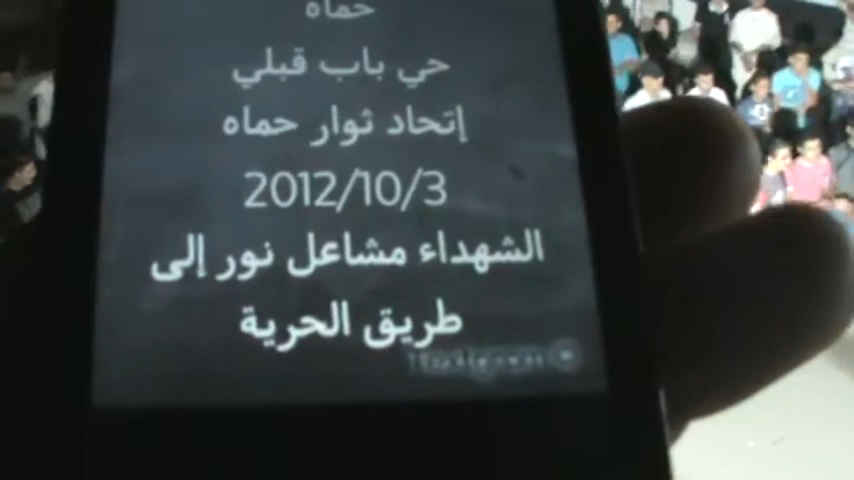 حماه
حي باب قبلي
إتحاد ثوار حماه
2012/10/3
الشهداء مشاعل نور إلى
طريق الحرية